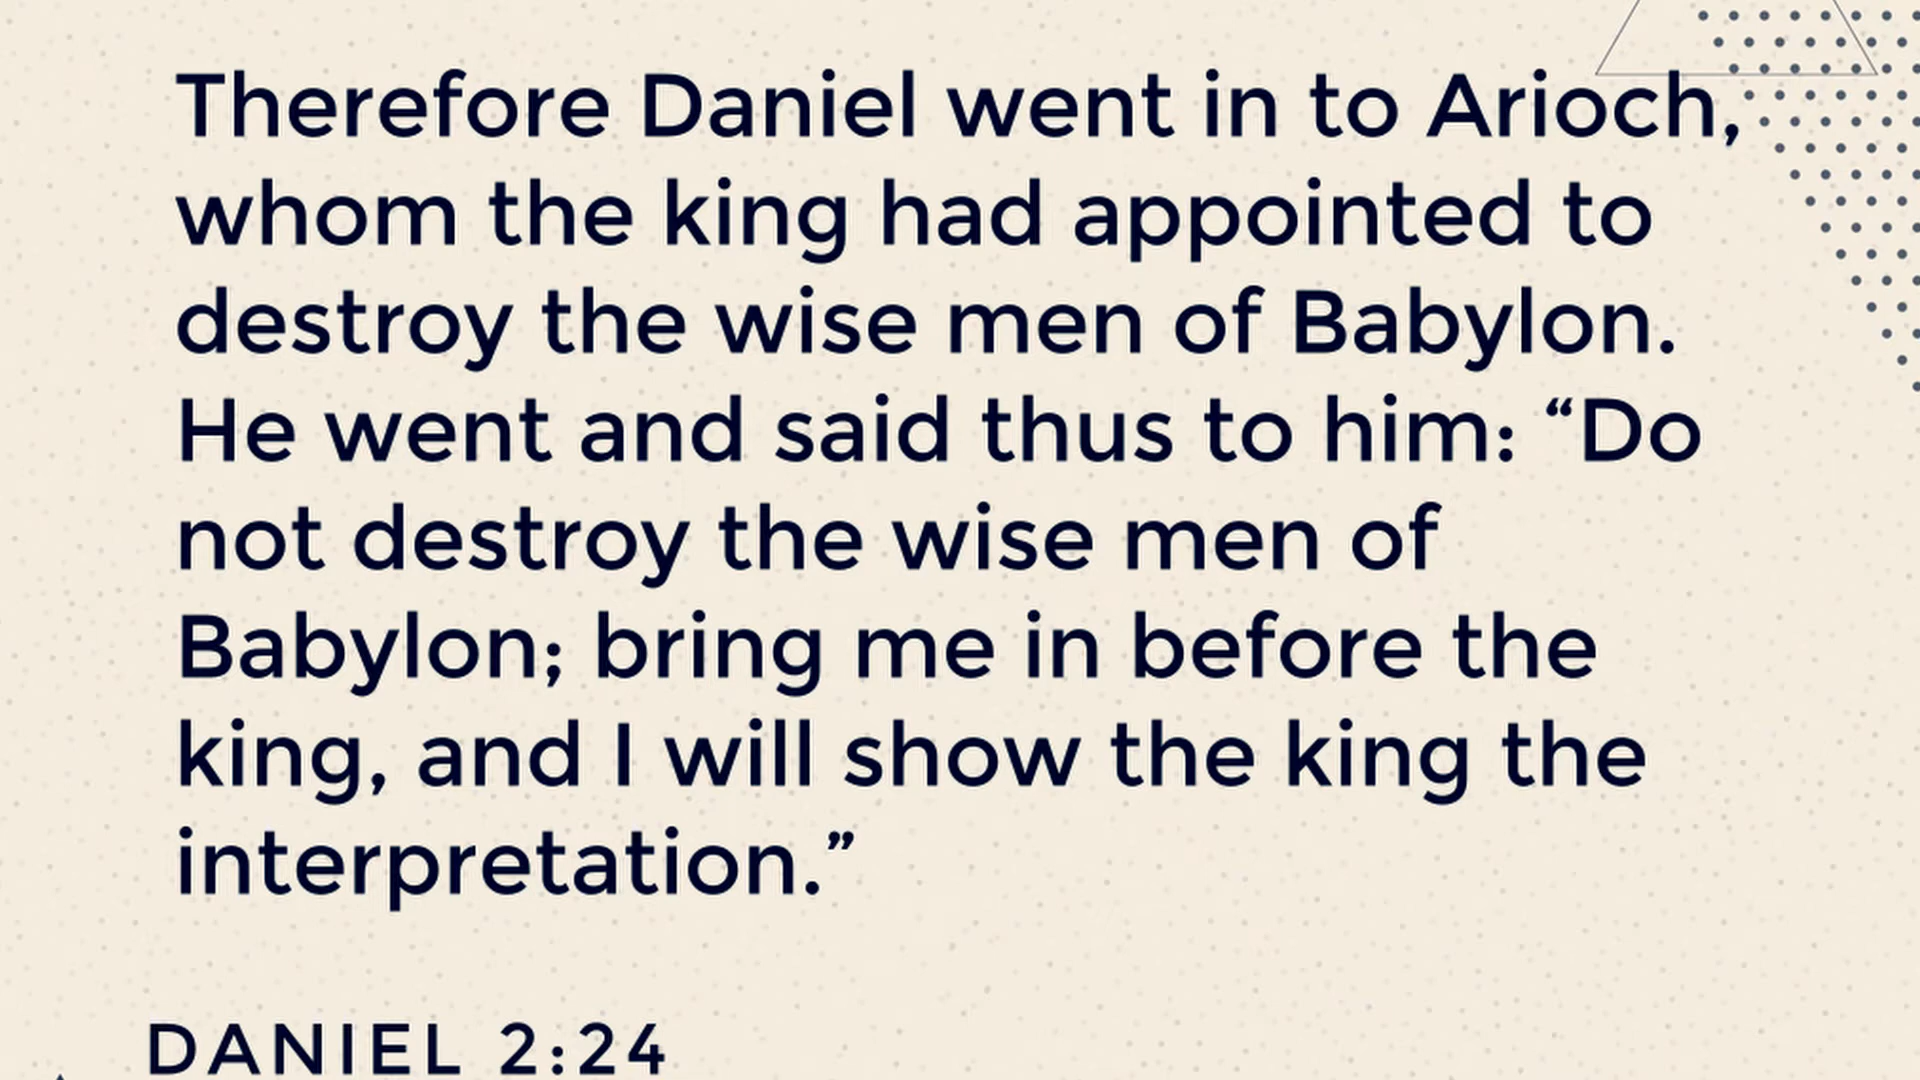 Therefore Daniel went in to Arioch,
whom the king had appointed to
destroy the wise men of Babylon.
He went and said thus to him: “Do
not destroy the wise men of
Babylon; bring me in before the
king, and I will show the king the
interpretation.”
DANIEL 2:24